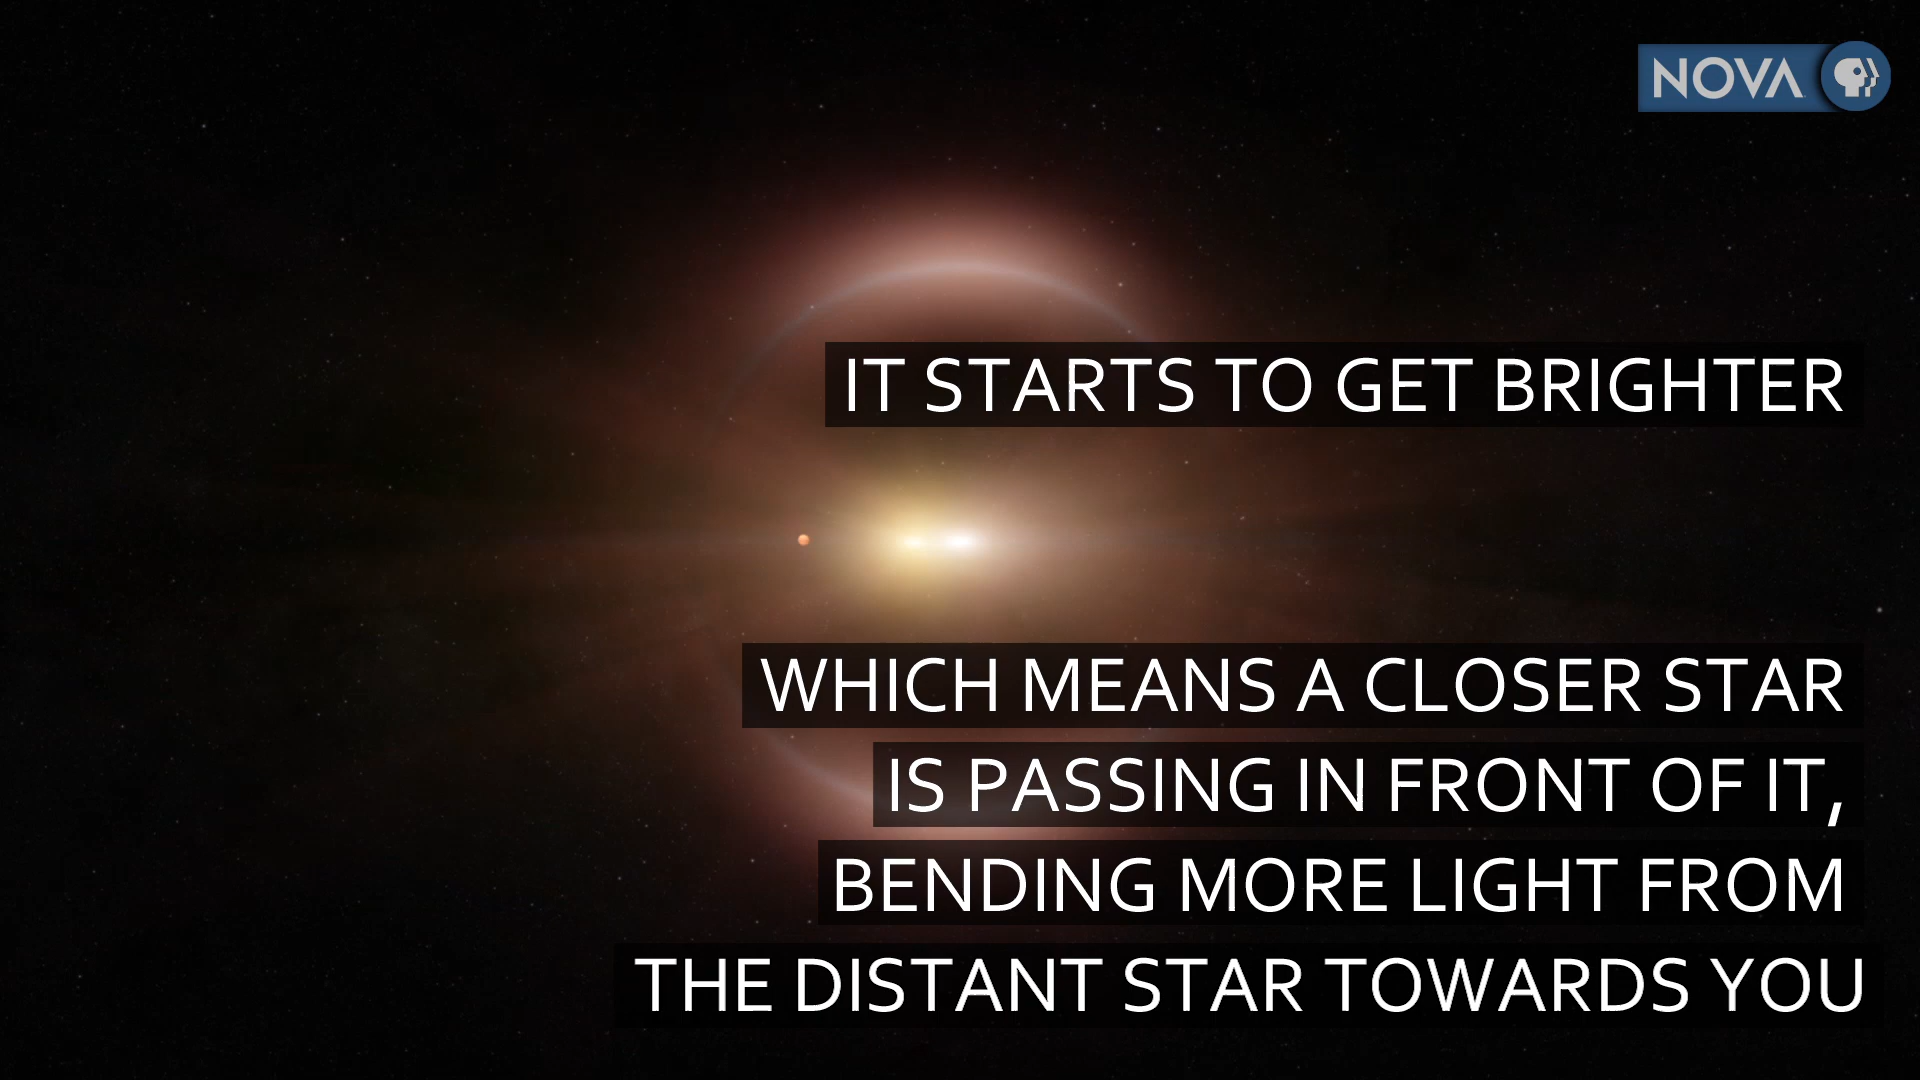 NOVA
IT STARTS TO GET BRIGHTER
WHICH MEANS A CLOSER STAR
IS PASSING IN FRONT OF IT,
BENDING MORE LIGHT FROM
THE DISTANT STAR TOWARDS YOU